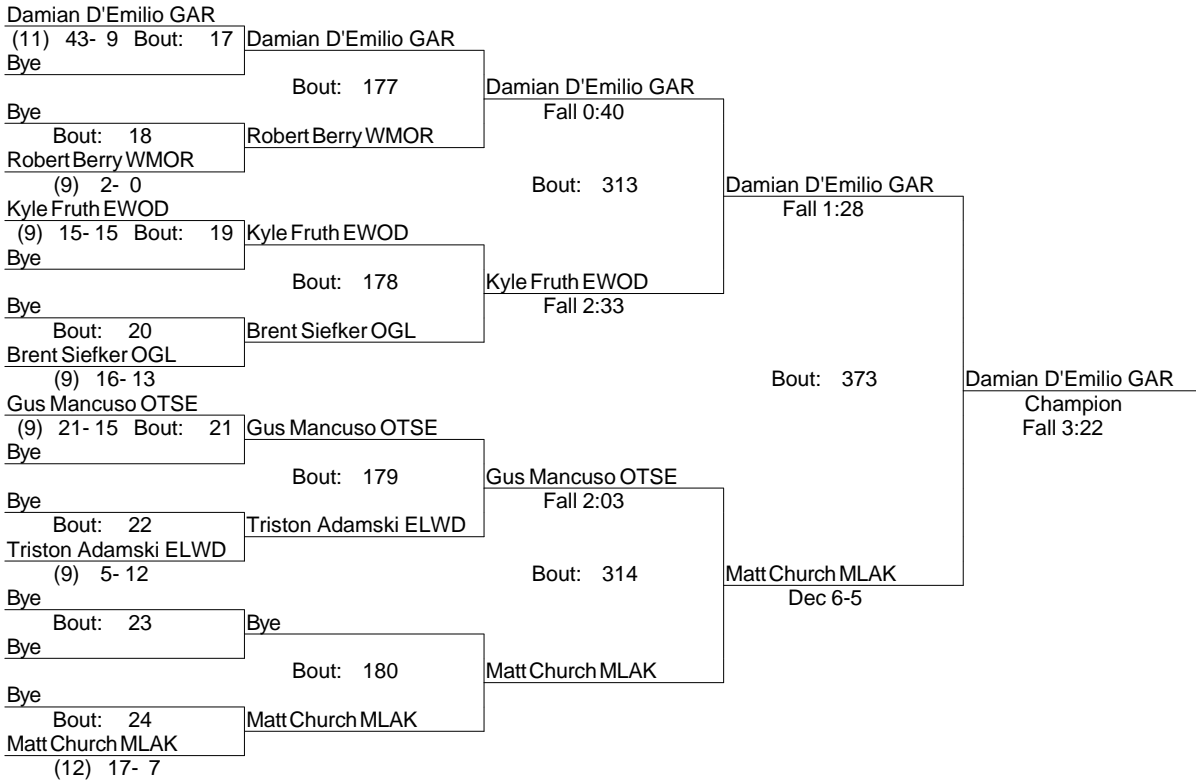 Damian D'Emilio GAR
(11) 43- 9 Bout: 17 Damian D'Emilio GAR
Bye
Bout: 177 Damian D'Emilio GAR
Bye Fall 0:40
Bout: 18 Robert Berry WMOR
Robert Berry WMOR
(9) 2- 0 Bout: 313 Damian D'Emilio GAR
Kyle Fruth EWOD Fall 1:28
(9) 15- 15 Bout: 19 Kyle Fruth EWOD
Bye
Bout: 178 Kyle Fruth EWOD
Bye Fall 2:33
Bout: 20 Brent Siefker OGL
Brent Siefker OGL
(9) 16- 13 Bout: 373 Damian D'Emilio GAR
Gus Mancuso OTSE Champion
(9) 21- 15 Bout: 21 Gus Mancuso OTSE Fall 3:22
Bye
Bout: 179 Gus Mancuso OTSE
Bye Fall 2:03
Bout: 22 Triston Adamski ELWD
Triston Adamski ELWD
(9) 5- 12 Bout: 314 Matt Church MLAK
Bye Dec 6-5
Bout: 23 Bye
Bye
Bout: 180 Matt Church MLAK
Bye
Bout: 24 Matt Church MLAK
Matt Church MLAK
(12) 17- 7